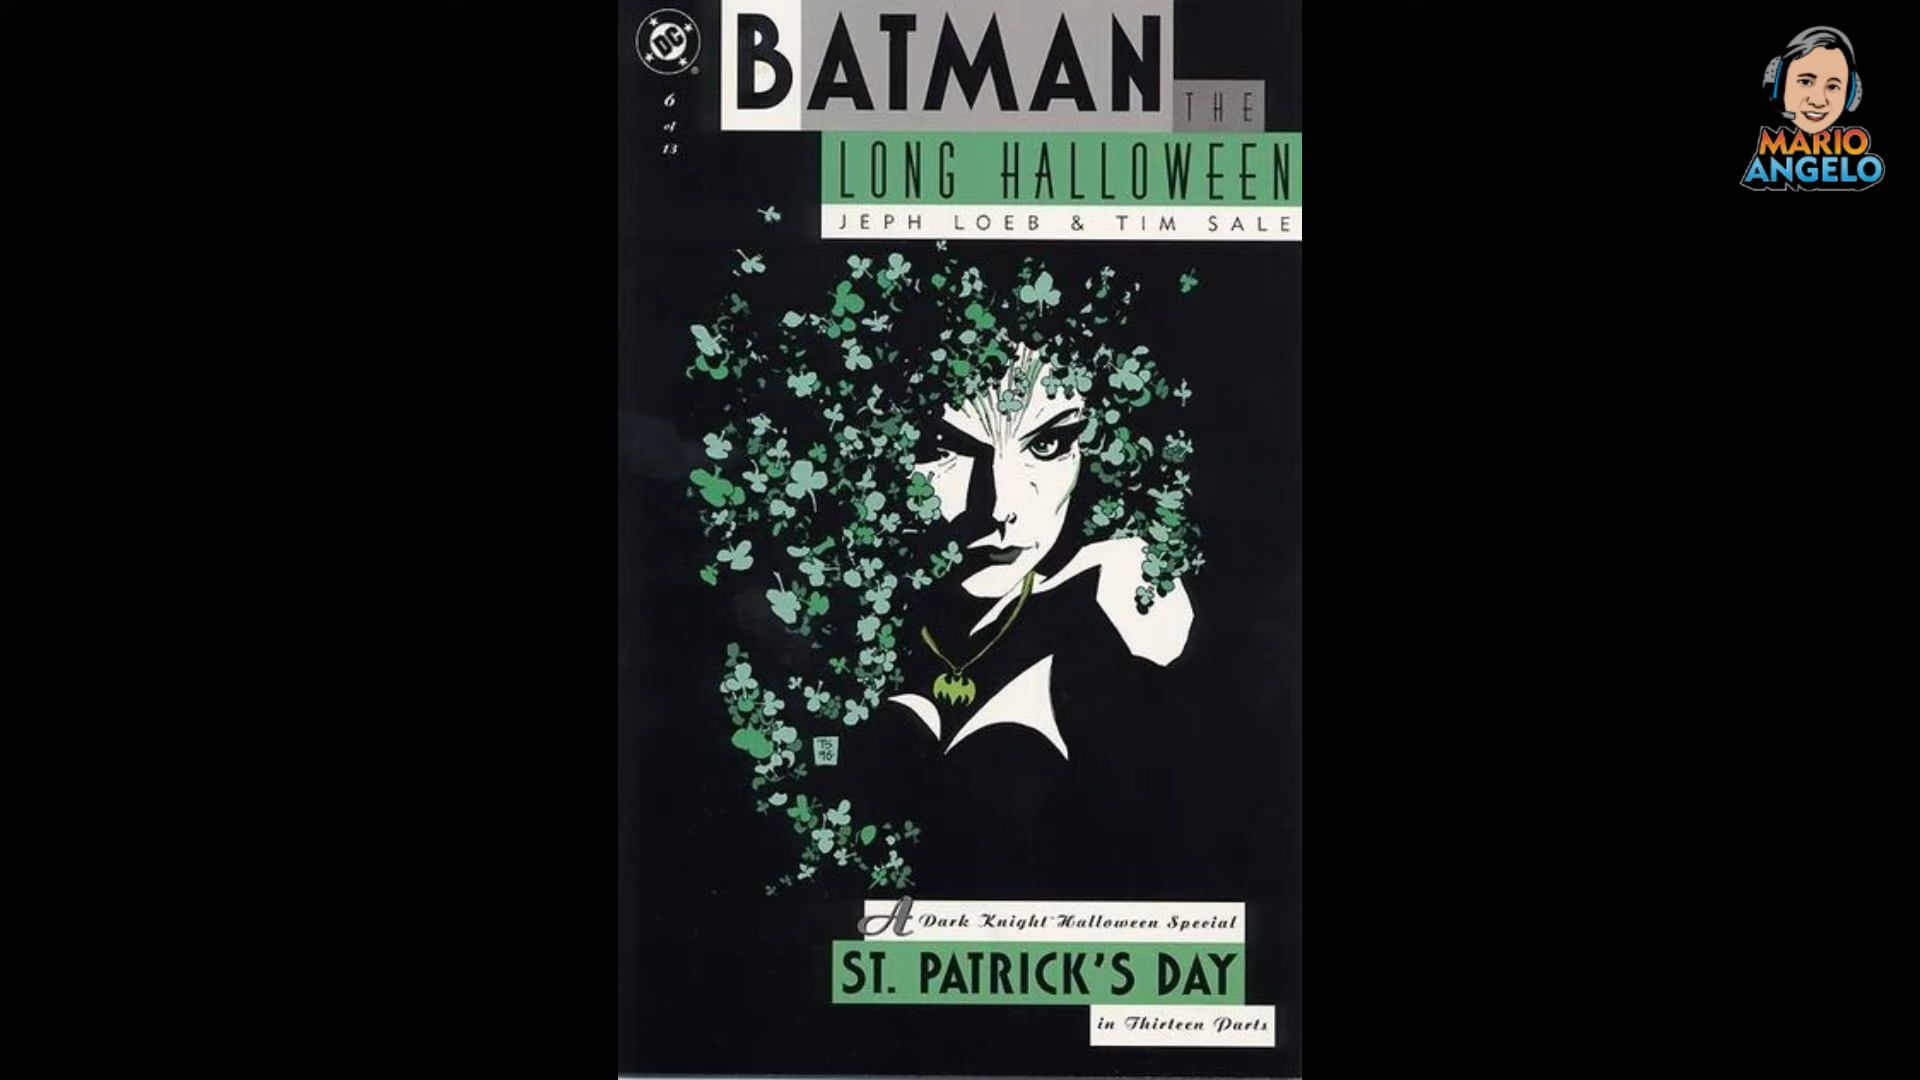 DC
BATMAN
THE
LONG HALLOWEEN
JEPH LOEB & TIM SALE
6
of
13
MARIO
ANGELO
TS
96
A Dark Knight Halloween Special
ST. PATRICK'S DAY
in Thirteen Parts